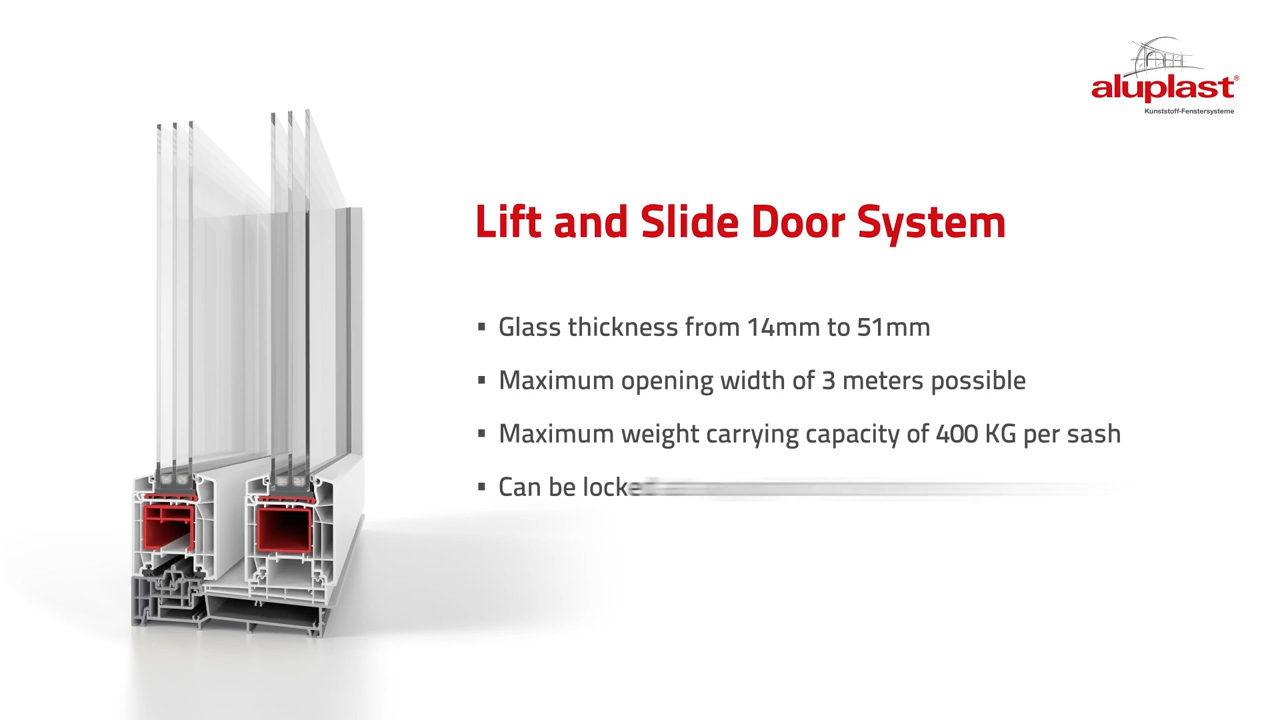 aluplast®
Kunststoff-Fenstersysteme
Lift and Slide Door System
▪ Glass thickness from 14mm to 51mm
▪ Maximum opening width of 3 meters possible
▪ Maximum weight carrying capacity of 400 KG per sash
▪ Can be locked